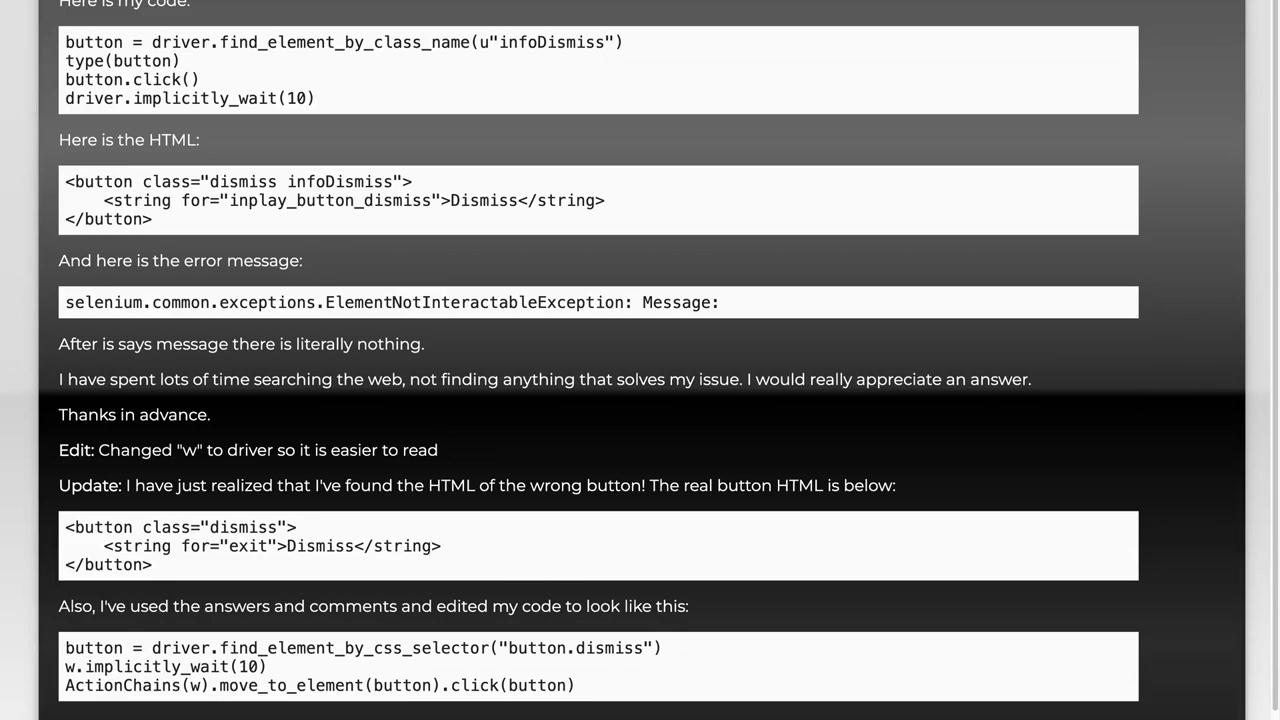 Here is my code:
button = driver.find_element_by_class_name(u"infoDismiss")
type(button)
button.click()
driver.implicitly_wait(10)
Here is the HTML:
<button class="dismiss infoDismiss">
    <string for="inplay_button_dismiss">Dismiss</string>
</button>
And here is the error message:
selenium.common.exceptions.ElementNotInteractableException: Message:
After is says message there is literally nothing.
I have spent lots of time searching the web, not finding anything that solves my issue. I would really appreciate an answer.
Thanks in advance.
Edit: Changed "w" to driver so it is easier to read
Update: I have just realized that I've found the HTML of the wrong button! The real button HTML is below:
<button class="dismiss">
    <string for="exit">Dismiss</string>
</button>
Also, I've used the answers and comments and edited my code to look like this:
button = driver.find_element_by_css_selector("button.dismiss")
w.implicitly_wait(10)
ActionChains(w).move_to_element(button).click(button)